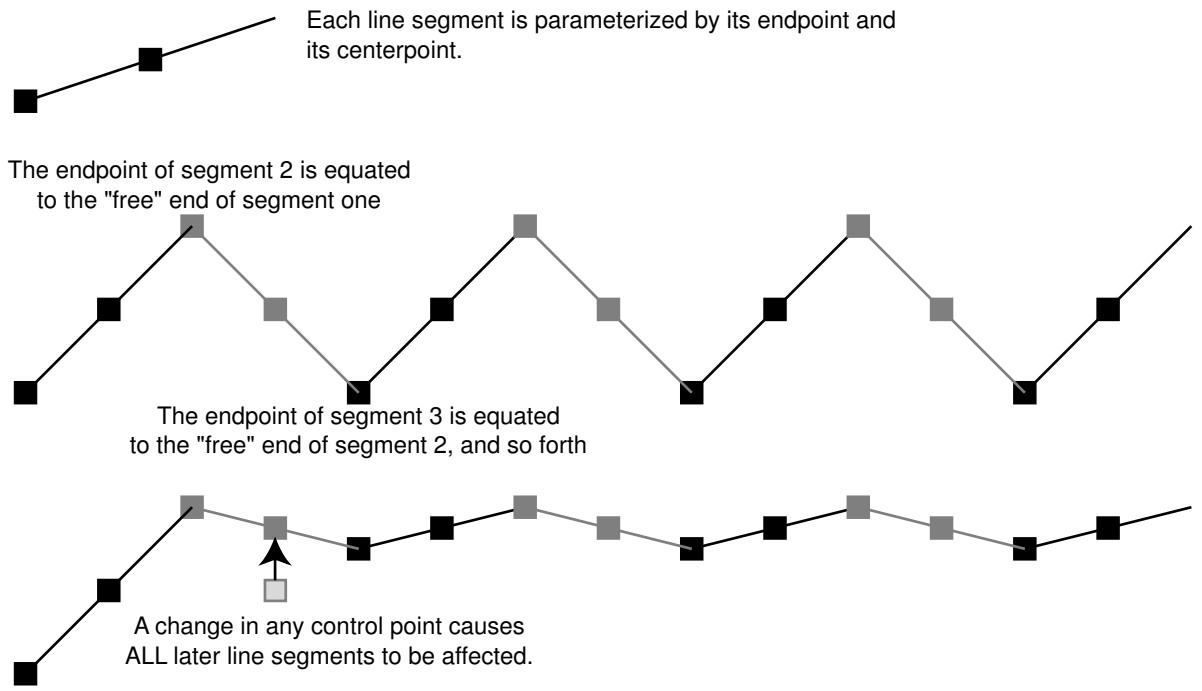 Each line segment is parameterized by its endpoint and
its centerpoint.
The endpoint of segment 2 is equated
to the "free" end of segment one
The endpoint of segment 3 is equated
to the "free" end of segment 2, and so forth
A change in any control point causes
ALL later line segments to be affected.